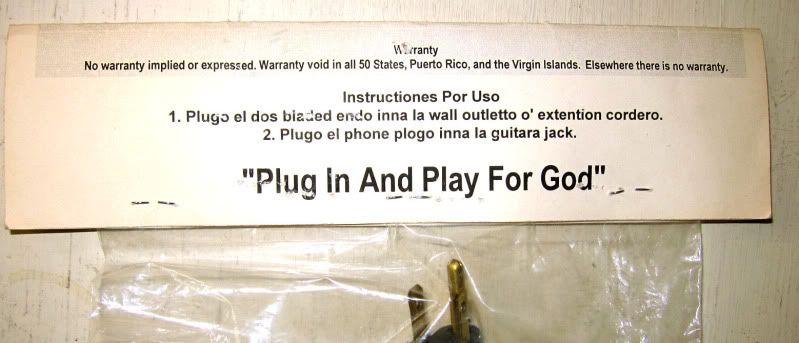 Warranty
No warranty implied or expressed. Warranty void in all 50 States, Puerto Rico, and the Virgin Islands. Elsewhere there is no warranty.
Instructiones Por Uso
1. Plugo el dos bladed endo inna la wall outletto o' extention cordero.
2. Plugo el phone plogo inna la guitara jack.
"Plug In And Play For God"